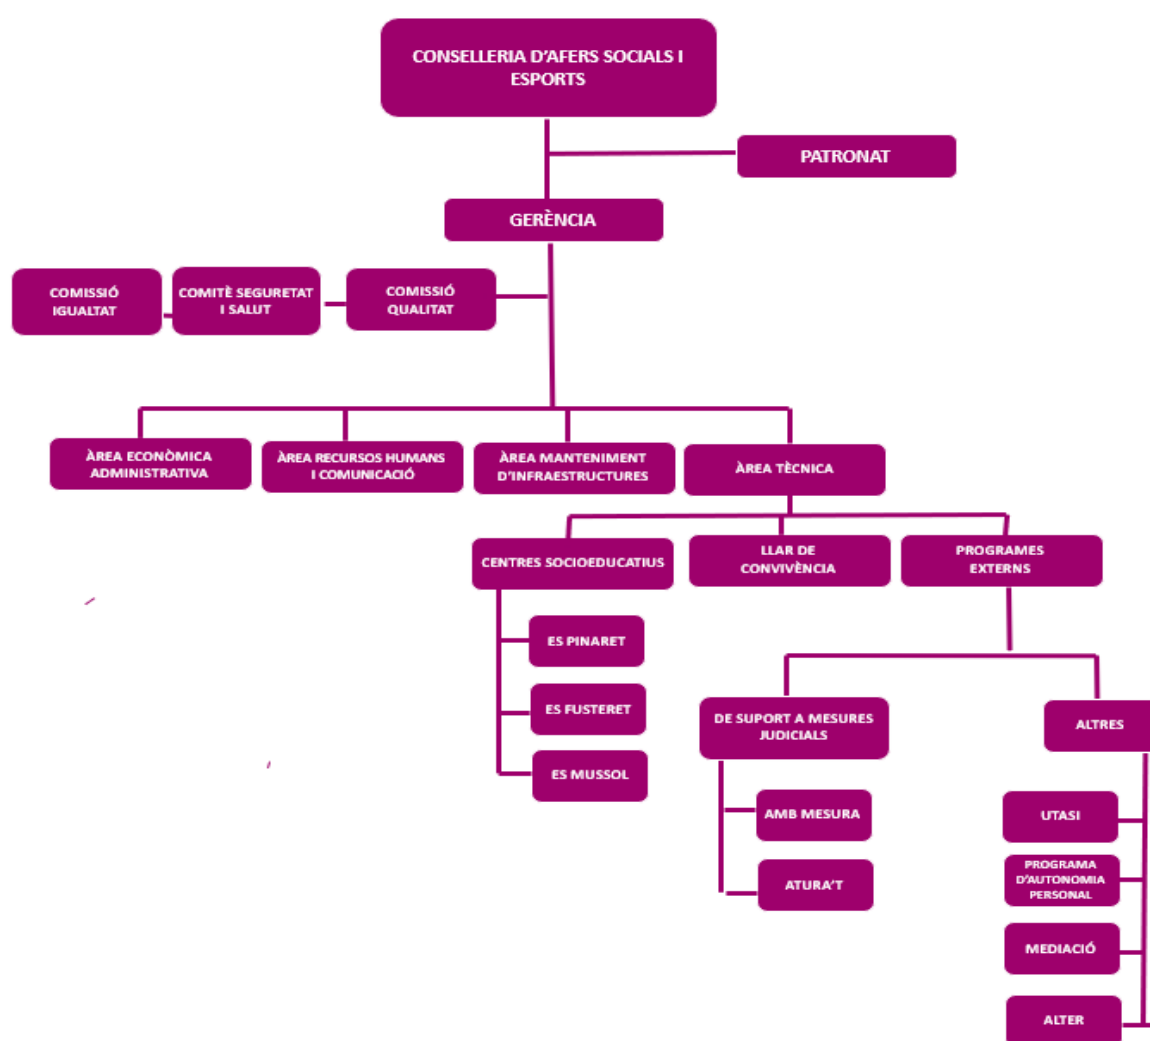 CONSELLERIA D'AFERS SOCIALS I
ESPORTS
PATRONAT
GERÈNCIA
COMISSIÓ
IGUALTAT
COMITÈ SEGURETAT
I SALUT
COMISSIÓ
QUALITAT
ÀREA ECONÒMICA
ADMINISTRATIVA
ÀREA RECURSOS HUMANS
I COMUNICACIÓ
ÀREA MANTENIMENT
D'INFRAESTRUCTURES
ÀREA TÈCNICA
CENTRES SOCIOEDUCATIUS
LLAR DE
CONVIVÈNCIA
PROGRAMES
EXTERNS
ES PINARET
ES FUSTERET
ES MUSSOL
DE SUPORT A MESURES
JUDICIALS
AMB MESURA
ATURA'T
ALTRES
UTASI
PROGRAMA
D'AUTONOMIA
PERSONAL
MEDIACIÓ
ALTER